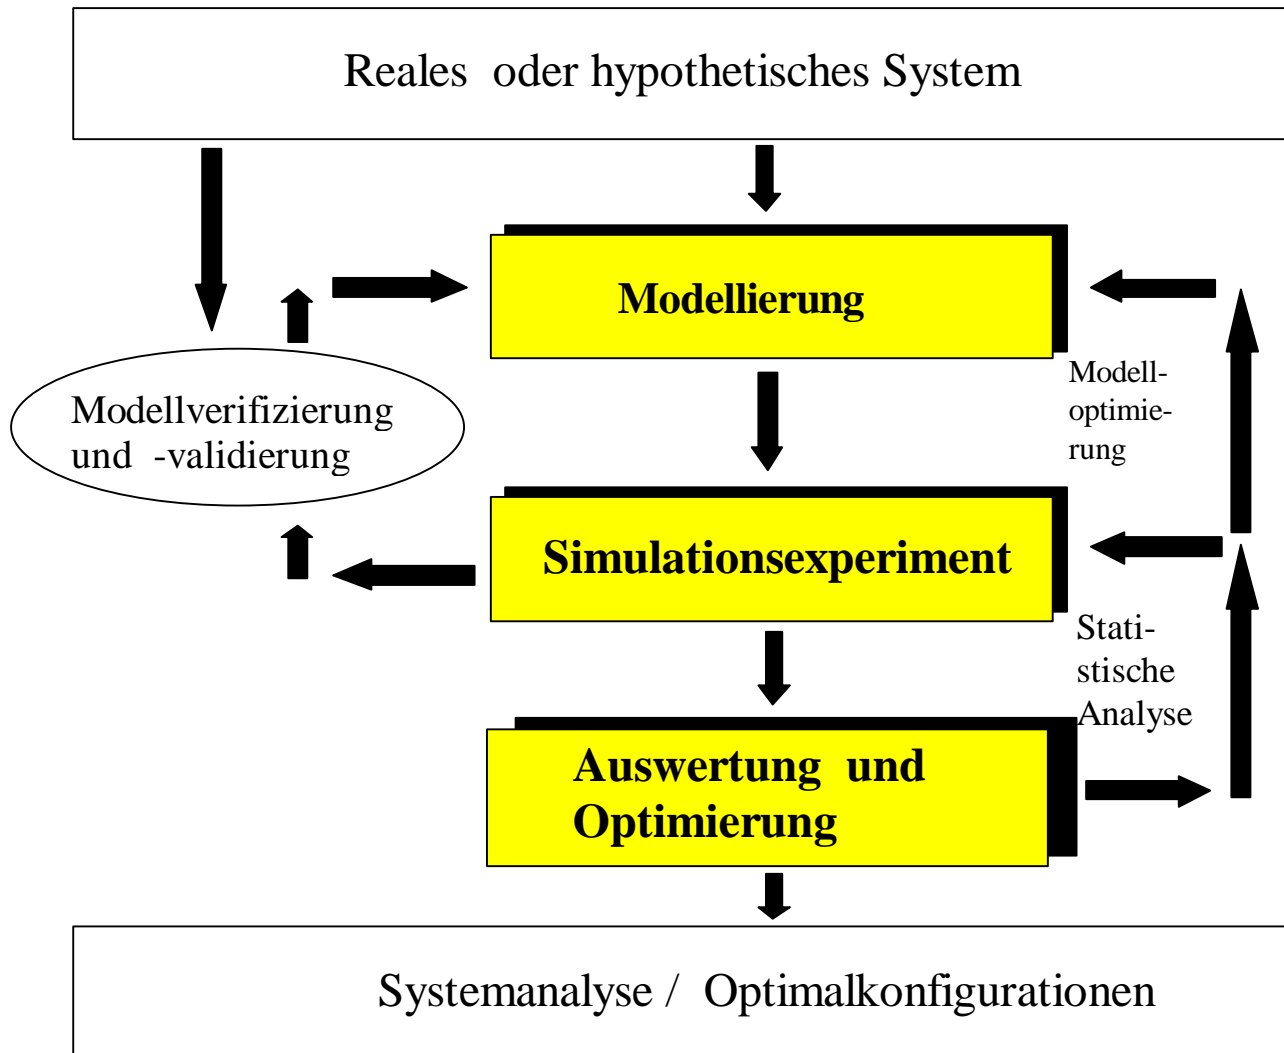 Reales oder hypothetisches System
Modellierung
Modell-
optimie-
rung
Modellverifizierung
und -validierung
Simulationsexperiment
Stati-
stische
Analyse
Auswertung und
Optimierung
Systemanalyse / Optimalkonfigurationen